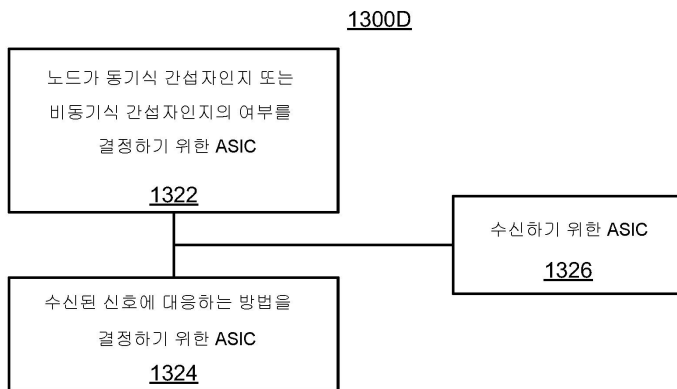 1300D
노드가 동기식 간섭자인지 또는
비동기식 간섭자인지의 여부를
결정하기 위한 ASIC
1322
수신하기 위한 ASIC
1326
수신된 신호에 대응하는 방법을
결정하기 위한 ASIC
1324